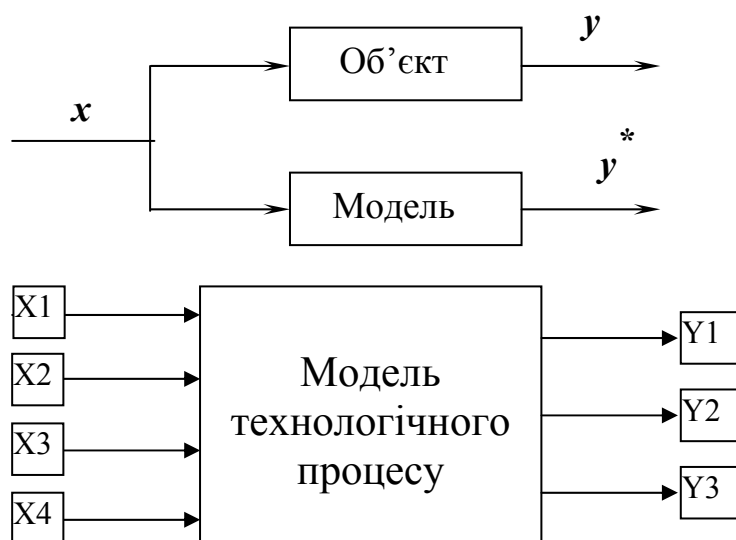 y
Об’єкт
x
y*
Модель
X1
X2
X3
X4
Модель
технологічного
процесу
Y1
Y2
Y3